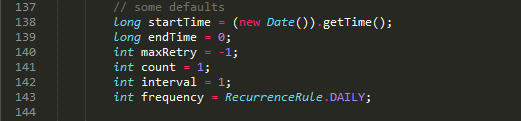 137 // some defaults
138 long startTime = (new Date()).getTime();
139 long endTime = 0;
140 int maxRetry = -1;
141 int count = 1;
142 int interval = 1;
143 int frequency = RecurrenceRule.DAILY;
144